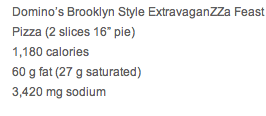 Domino’s Brooklyn Style ExtravaganZZa Feast
Pizza (2 slices 16” pie)
1,180 calories
60 g fat (27 g saturated)
3,420 mg sodium